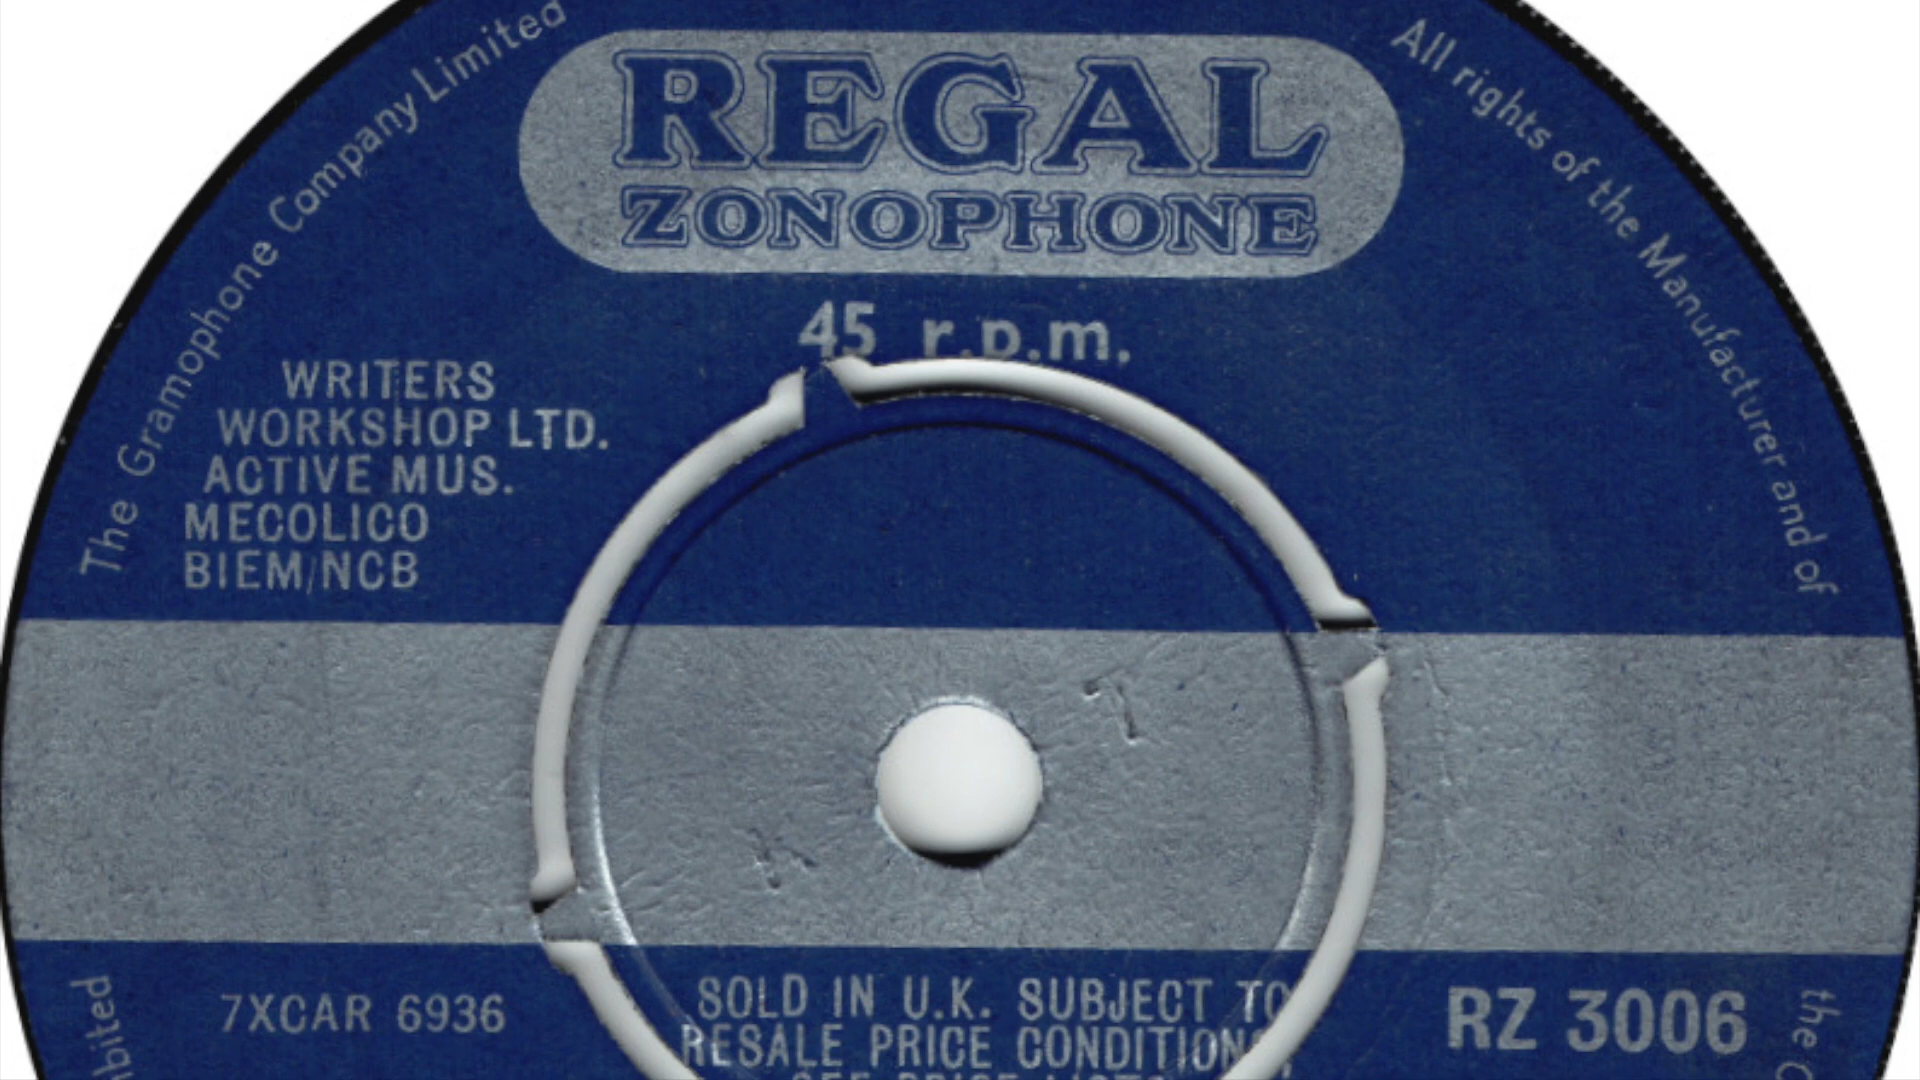 The Gramophone Company Limited
All rights of the Manufacturer and of
REGAL
ZONOPHONE
45 r.p.m.
WRITERS
WORKSHOP LTD.
ACTIVE MUS.
MECOLICO
BIEM/NCB
7XCAR 6936
SOLD IN U.K. SUBJECT TO
RESALE PRICE CONDITIONS,
RZ 3006
the